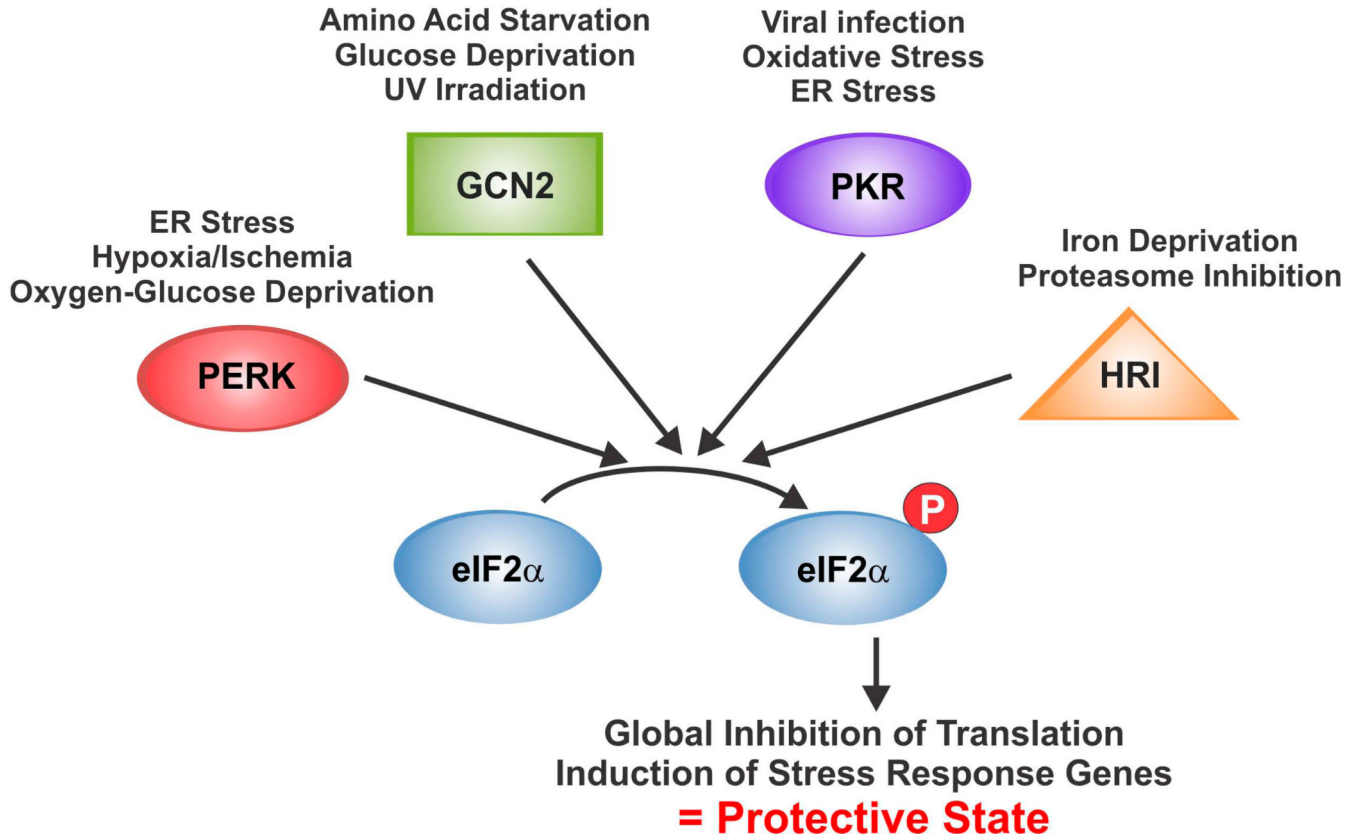 Amino Acid Starvation
Glucose Deprivation
UV Irradiation
GCN2
Viral infection
Oxidative Stress
ER Stress
PKR
ER Stress
Hypoxia/Ischemia
Oxygen-Glucose Deprivation
PERK
Iron Deprivation
Proteasome Inhibition
HRI
eIF2α
eIF2α
P
Global Inhibition of Translation
Induction of Stress Response Genes
= Protective State